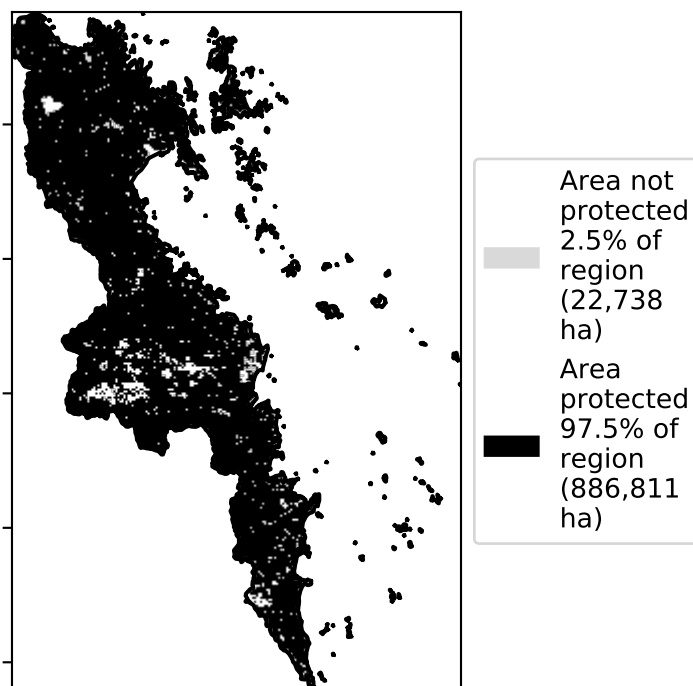 Area not
protected
2.5% of
region
(22,738
ha)
Area
protected
97.5% of
region
(886,811
ha)